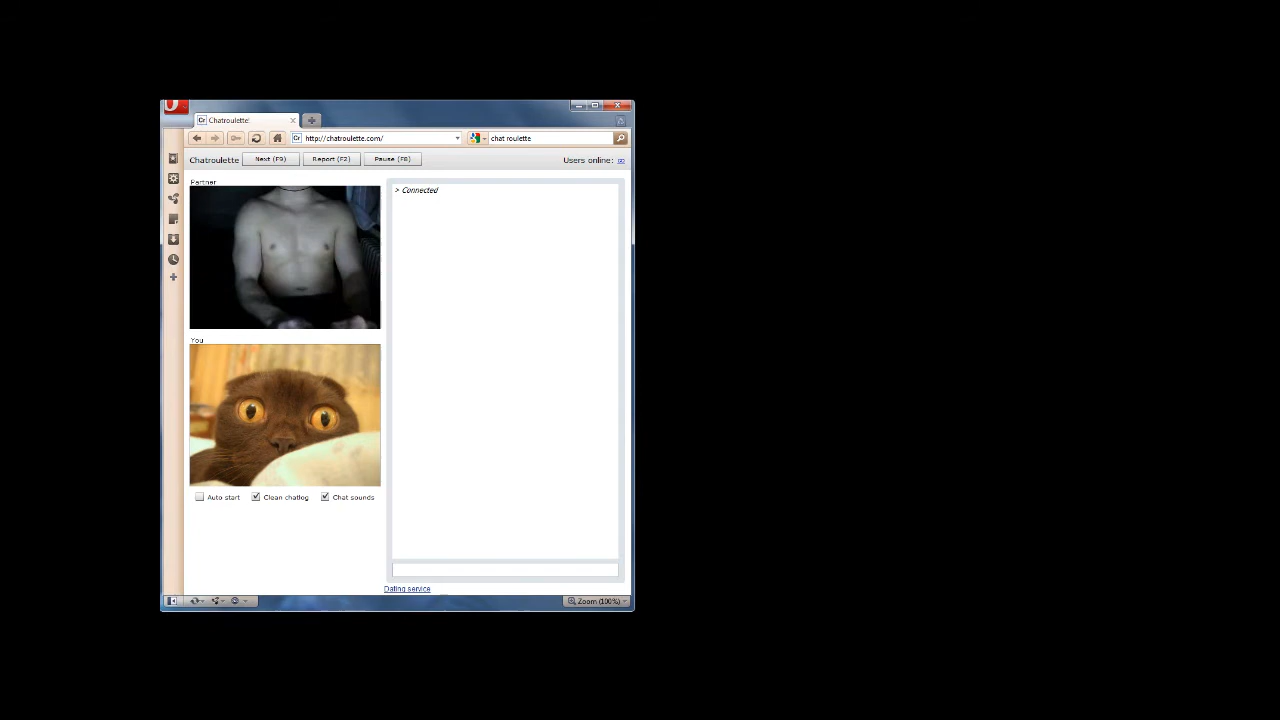 Chatroulette!
http://chatroulette.com/
chat roulette
Chatroulette
Next (F9)
Report (F2)
Pause (F8)
Users online:
Partner
> Connected
You
Auto start
Clean chatlog
Chat sounds
Dating service
Zoom (100%)